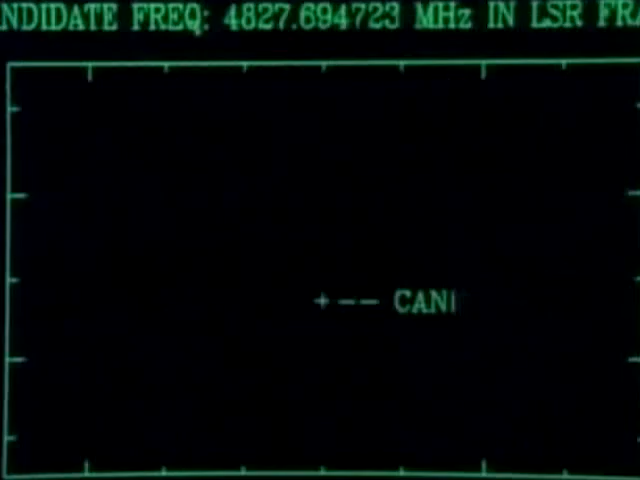 NDIDATE FREQ: 4827.694723 MHz IN LSR FRA
+-- CAN